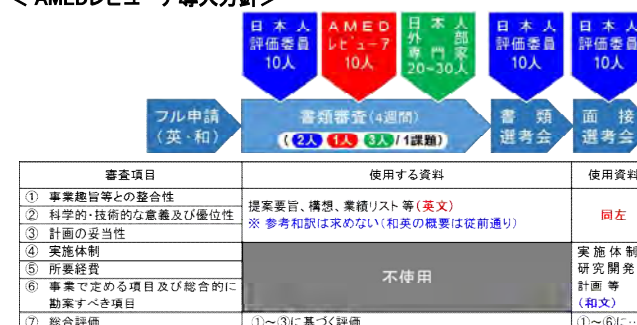 < AMEDレビューア導入方針>
日本人
評価委員
10人
AMED
レビューア
10人
日本人
外部
専門家
20-30人
日本人
評価委員
10人
日本人
評価委員
10人
フル申請
(英・和)
書類審査(4週間)
(2人 1人 3人/1課題)
書類
選考会
面接
選考会
審査項目
使用する資料
使用資料
① 事業趣旨等との整合性
② 科学的・技術的な意義及び優位性
③ 計画の妥当性
提案要旨、構想、業績リスト 等(英文)
※ 参考和訳は求めない(和英の概要は従前通り)
同左
④ 実施体制
⑤ 所要経費
⑥ 事業で定める項目及び総合的に
勘案すべき項目
不使用
実施体制
研究開発
計画 等
(和文)
⑦ 総合評価
①～③に基づく評価
①～⑥に